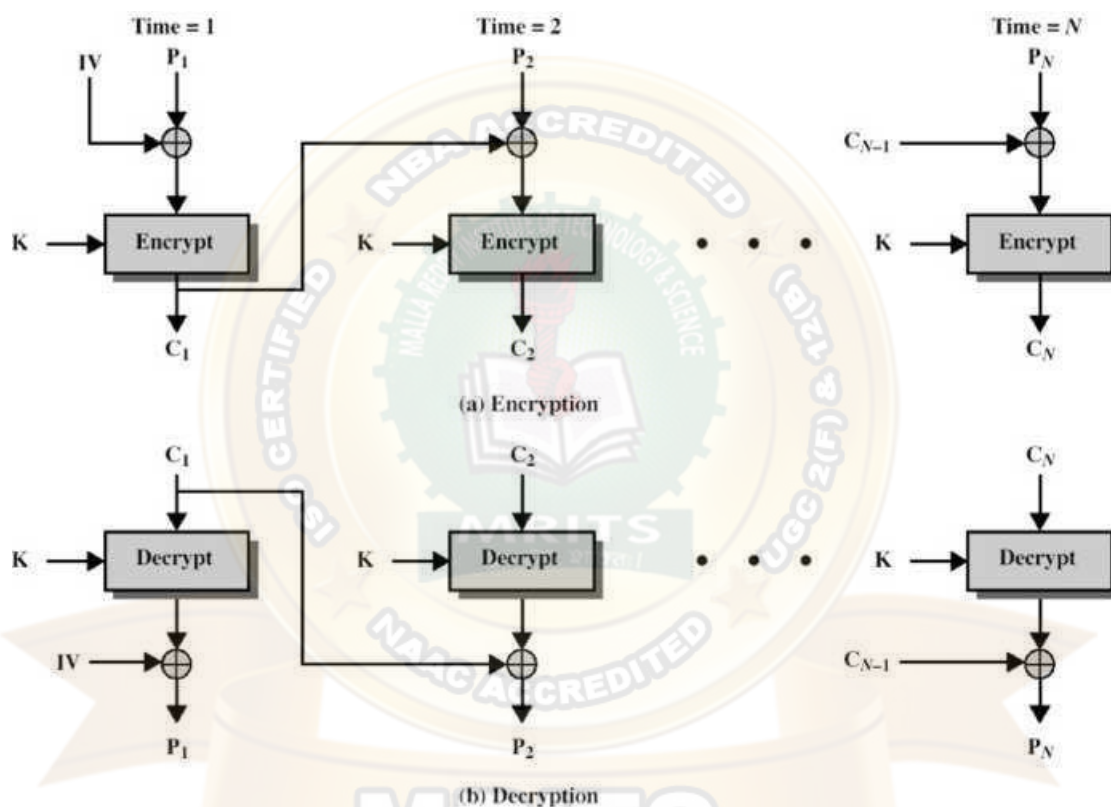 Time = 1 Time = 2 Time = N
IV P1 P2 PN
CN–1
K Encrypt K Encrypt • • • K Encrypt
C1 C2 CN
(a) Encryption
C1 C2 CN
K Decrypt K Decrypt • • • K Decrypt
IV CN–1
P1 P2 PN
(b) Decryption
NBA ACCREDITED
CSI CERTIFIED
UGC 2(F) & 12(B)
NAAC ACCREDITED
MALLA REDDY INSTITUTE OF TECHNOLOGY & SCIENCE
MRITS